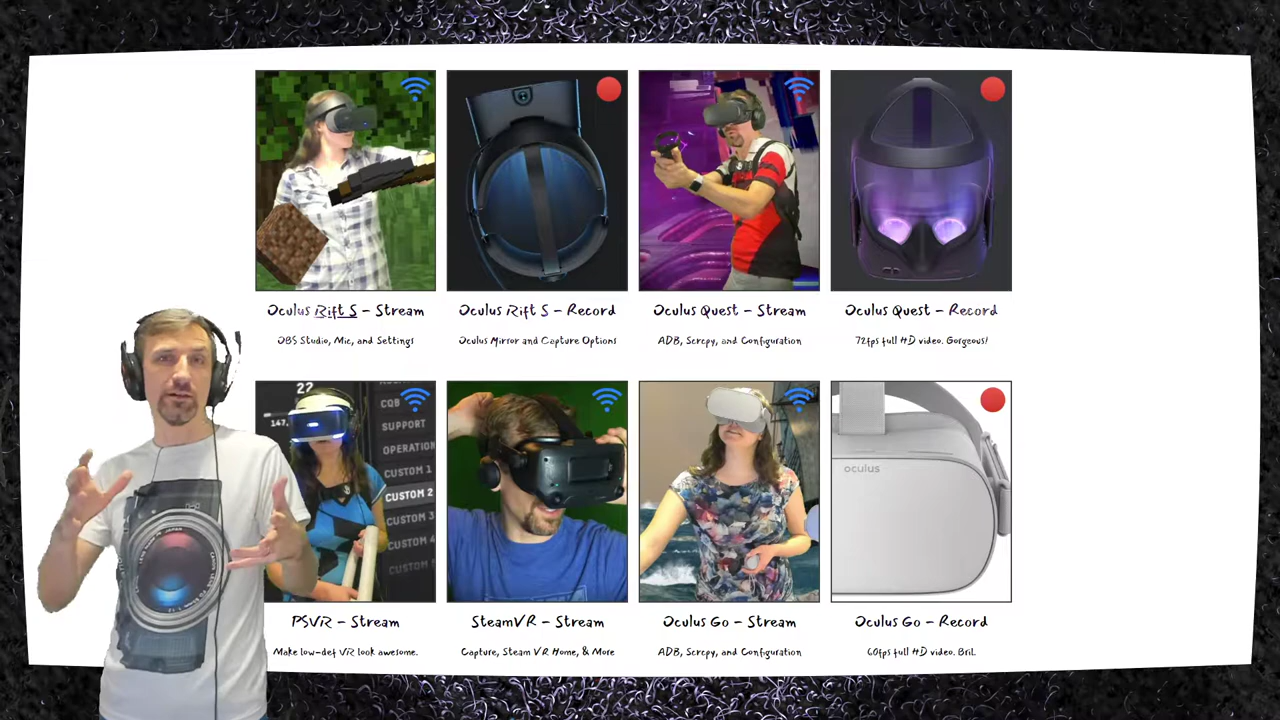 Oculus Rift S - Stream
OBS Studio, Mic, and Settings
Oculus Rift S - Record
Oculus Mirror and Capture Options
Oculus Quest - Stream
ADB, Scrcpy, and Configuration
Oculus Quest - Record
72fps full HD video. Gorgeous!
22
147.
CQB
SUPPORT
OPERATION
CUSTOM 1
CUSTOM 2
CUSTOM 3
CUSTOM 4
oculus
PSVR - Stream
Make low-def VR look awesome.
SteamVR - Stream
Capture, Steam VR Home, & More
Oculus Go - Stream
ADB, Scrcpy, and Configuration
Oculus Go - Record
60fps full HD video. Bril.